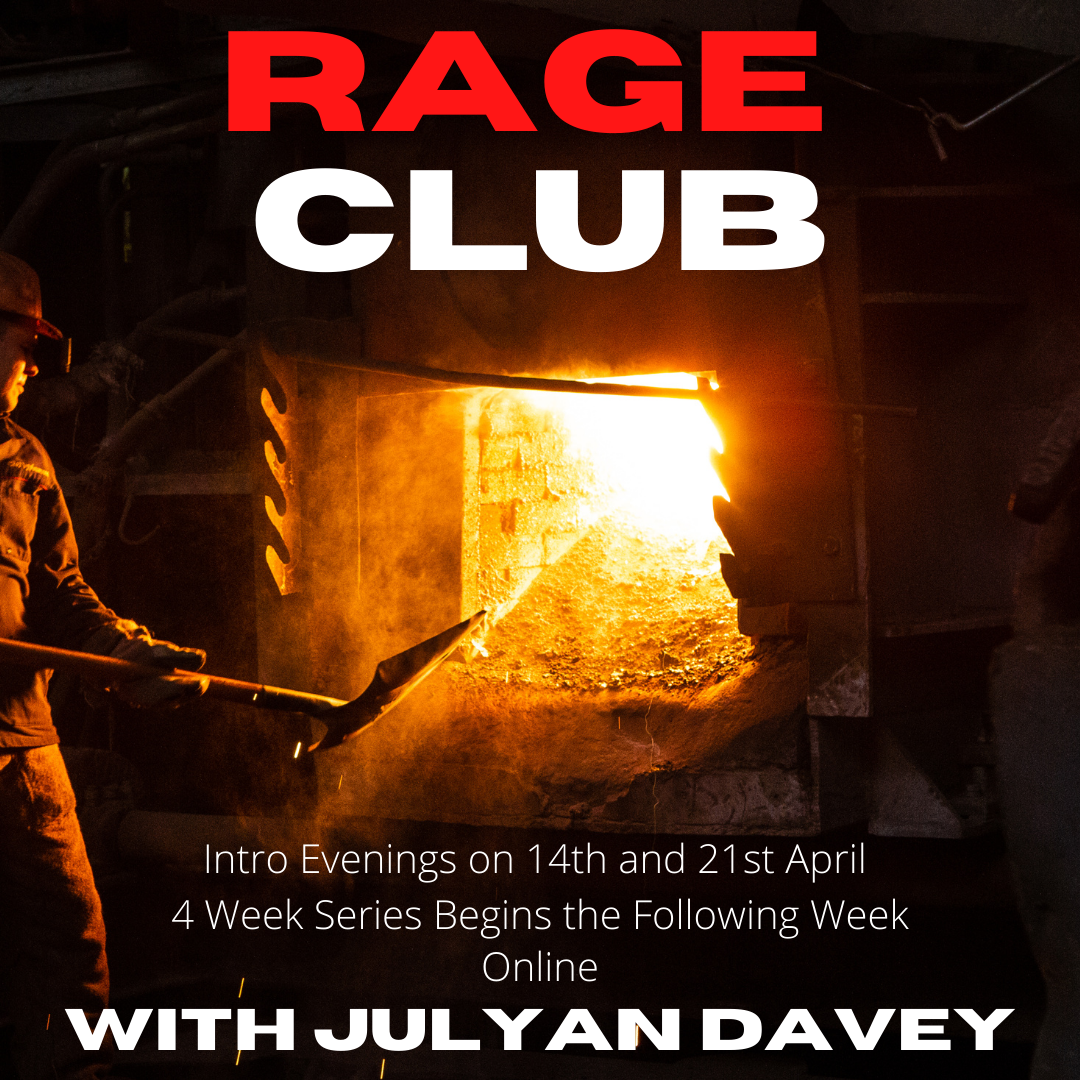 RAGE
CLUB
Intro Evenings on 14th and 21st April
4 Week Series Begins the Following Week
Online
WITH JULYAN DAVEY